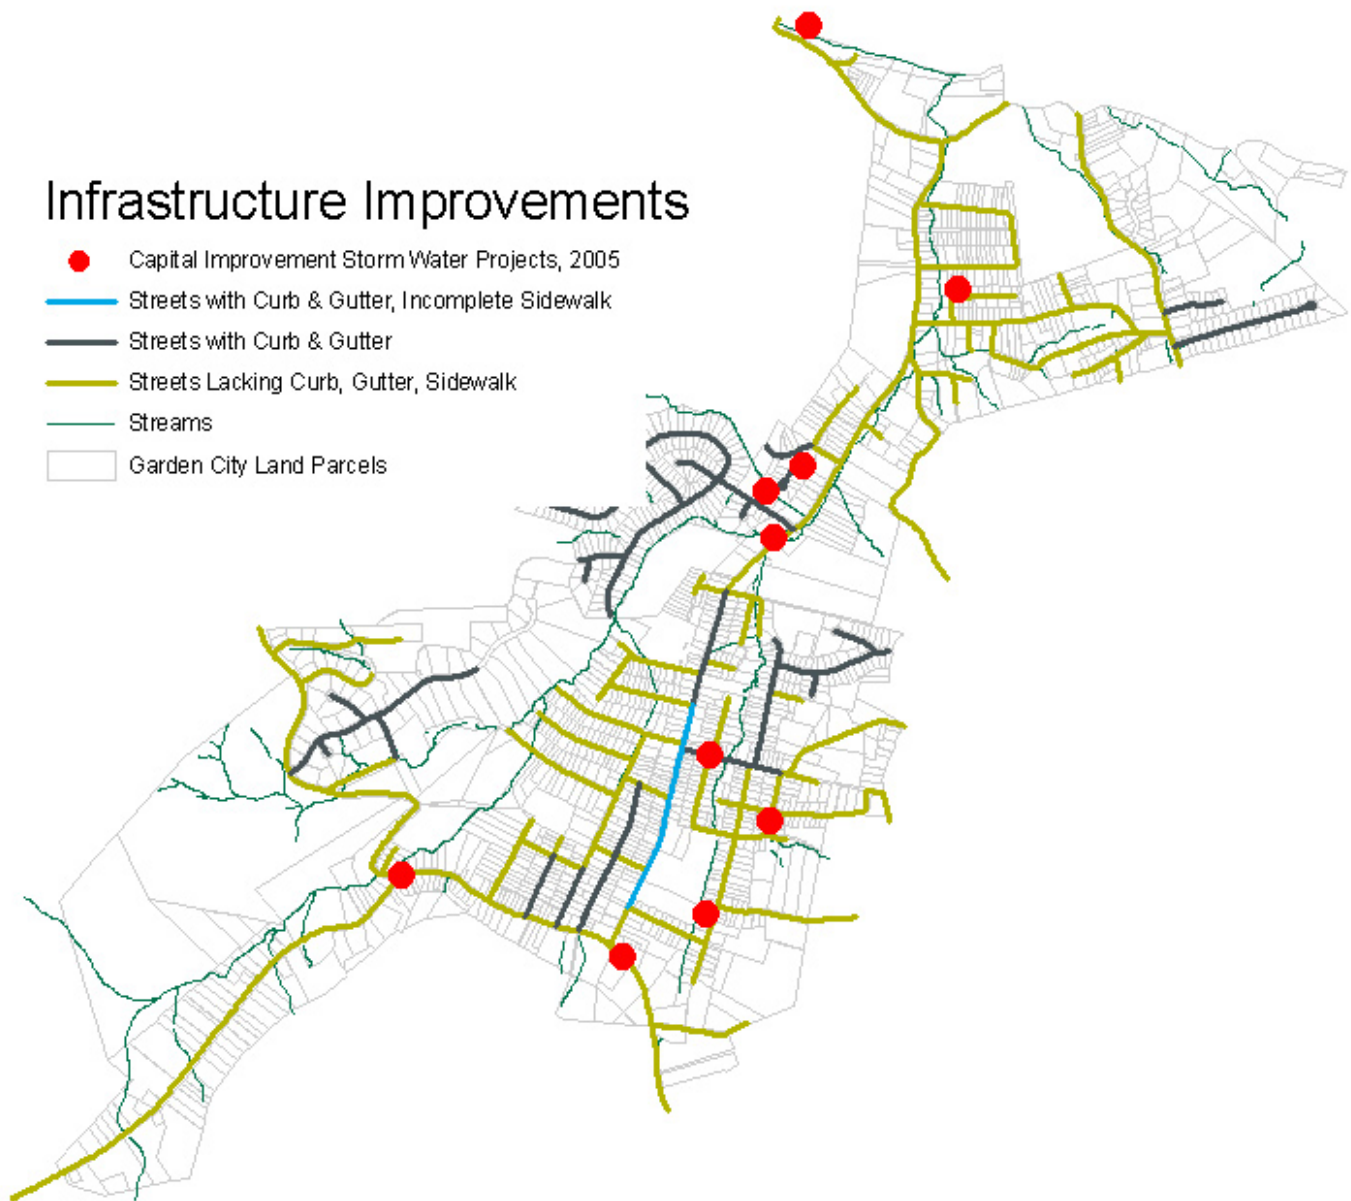 Infrastructure Improvements
Capital Improvement Storm Water Projects, 2005
Streets with Curb & Gutter, Incomplete Sidewalk
Streets with Curb & Gutter
Streets Lacking Curb, Gutter, Sidewalk
Streams
Garden City Land Parcels